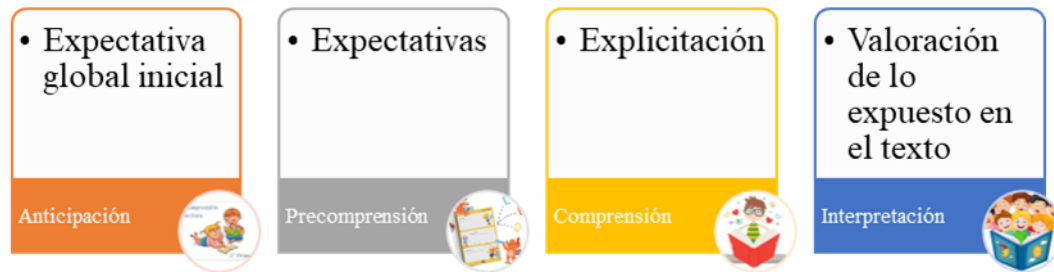 • Expectativa
global inicial
Anticipación
• Expectativas
Precomprensión
• Explicitación
Comprensión
• Valoración
de lo
expuesto en
el texto
Interpretación